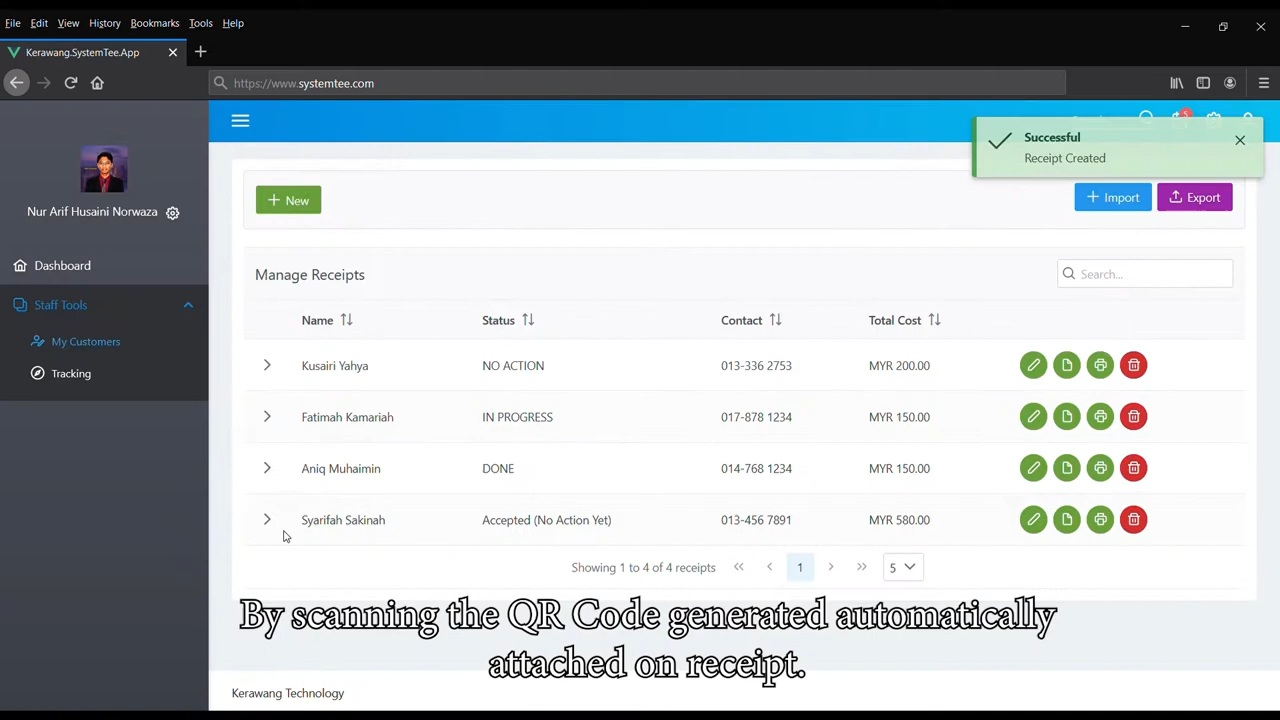 File Edit View History Bookmarks Tools Help
Kerawang.SystemTee.App
https://www.systemtee.com
5
Successful
Receipt Created
Nur Arif Husaini Norwaza
New
Import
Export
Dashboard
Manage Receipts
Search...
Staff Tools
Name Status Contact Total Cost
My Customers
Kusairi Yahya NO ACTION 013-336 2753 MYR 200.00
Tracking
Fatimah Kamariah IN PROGRESS 017-878 1234 MYR 150.00
Aniq Muhaimin DONE 014-768 1234 MYR 150.00
Syarifah Sakinah Accepted (No Action Yet) 013-456 7891 MYR 580.00
Showing 1 to 4 of 4 receipts « ‹ 1 › » 5
By scanning the QR Code generated automatically
attached on receipt.
Kerawang Technology